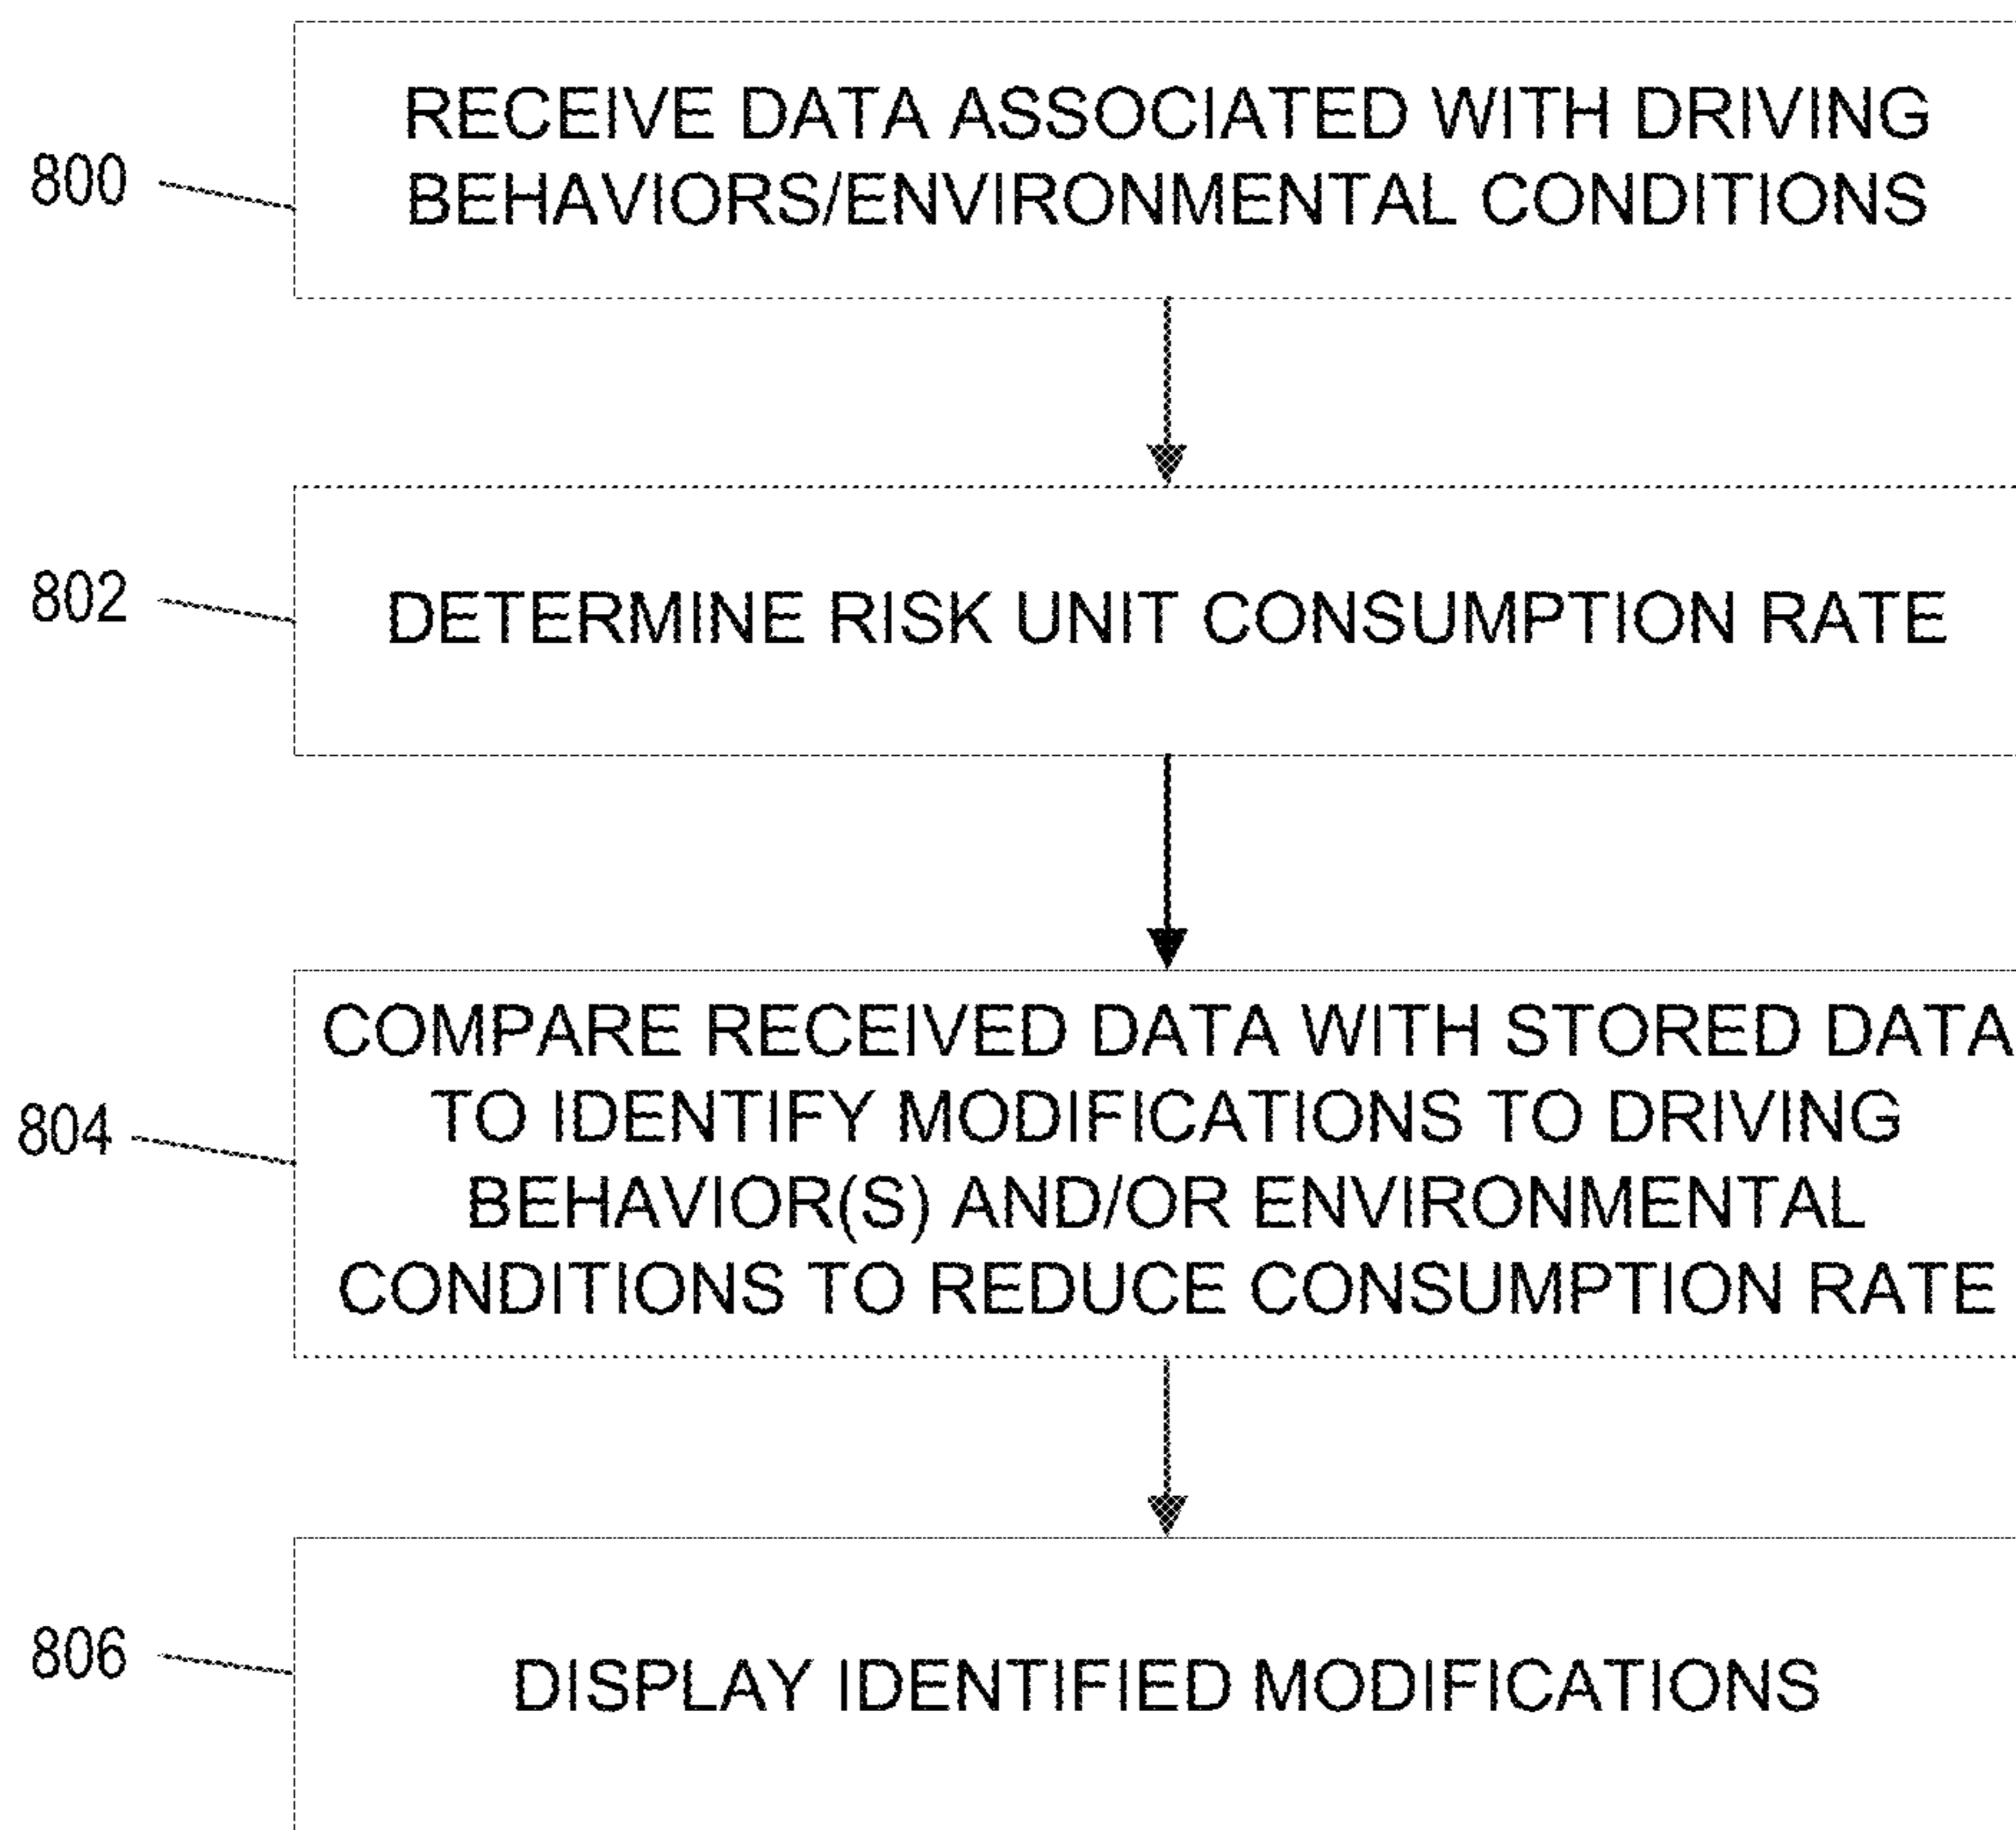 800
RECEIVE DATA ASSOCIATED WITH DRIVING
BEHAVIORS/ENVIRONMENTAL CONDITIONS
802
DETERMINE RISK UNIT CONSUMPTION RATE
804
COMPARE RECEIVED DATA WITH STORED DATA
TO IDENTIFY MODIFICATIONS TO DRIVING
BEHAVIOR(S) AND/OR ENVIRONMENTAL
CONDITIONS TO REDUCE CONSUMPTION RATE
806
DISPLAY IDENTIFIED MODIFICATIONS